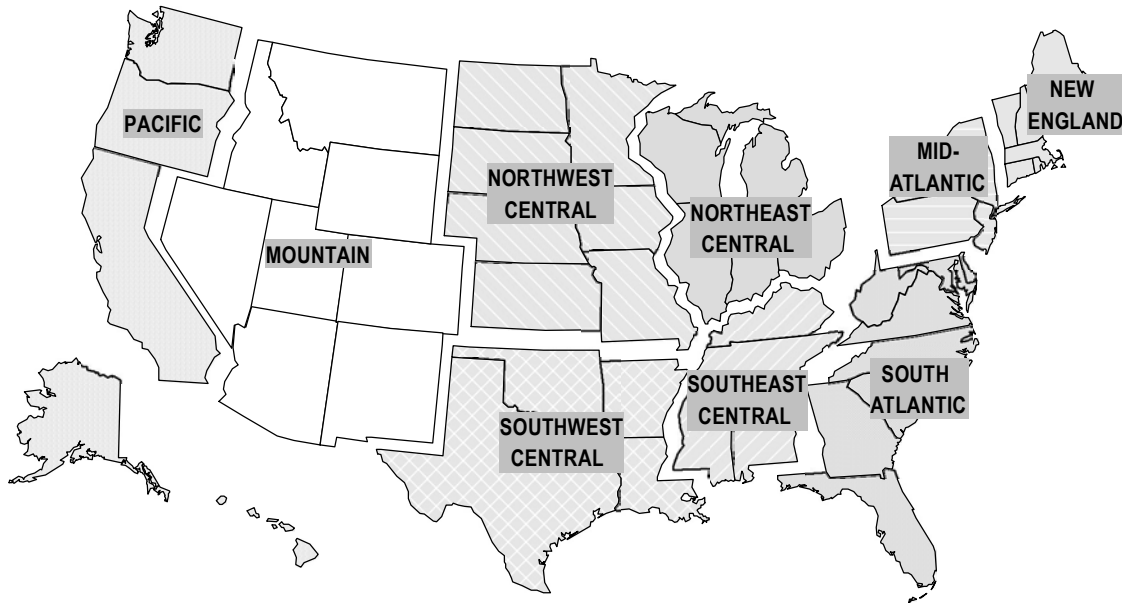 PACIFIC
MOUNTAIN
NORTHWEST
CENTRAL
SOUTHWEST
CENTRAL
NORTHEAST
CENTRAL
SOUTHEAST
CENTRAL
SOUTH
ATLANTIC
MID-
ATLANTIC
NEW
ENGLAND